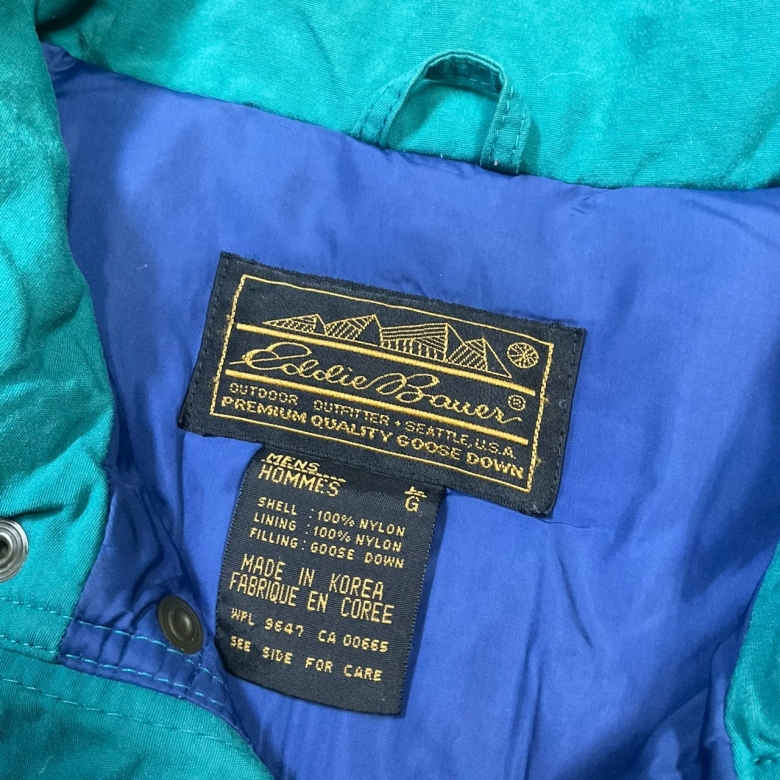 Eddie Bauer®
OUTDOOR OUTFITTER • SEATTLE, U.S.A.
PREMIUM QUALITY GOOSE DOWN
MENS L
HOMMES G
SHELL : 100% NYLON
LINING : 100% NYLON
FILLING : GOOSE DOWN
MADE IN KOREA
FABRIQUE EN COREE
WPL 9647 CA 00665
SEE SIDE FOR CARE